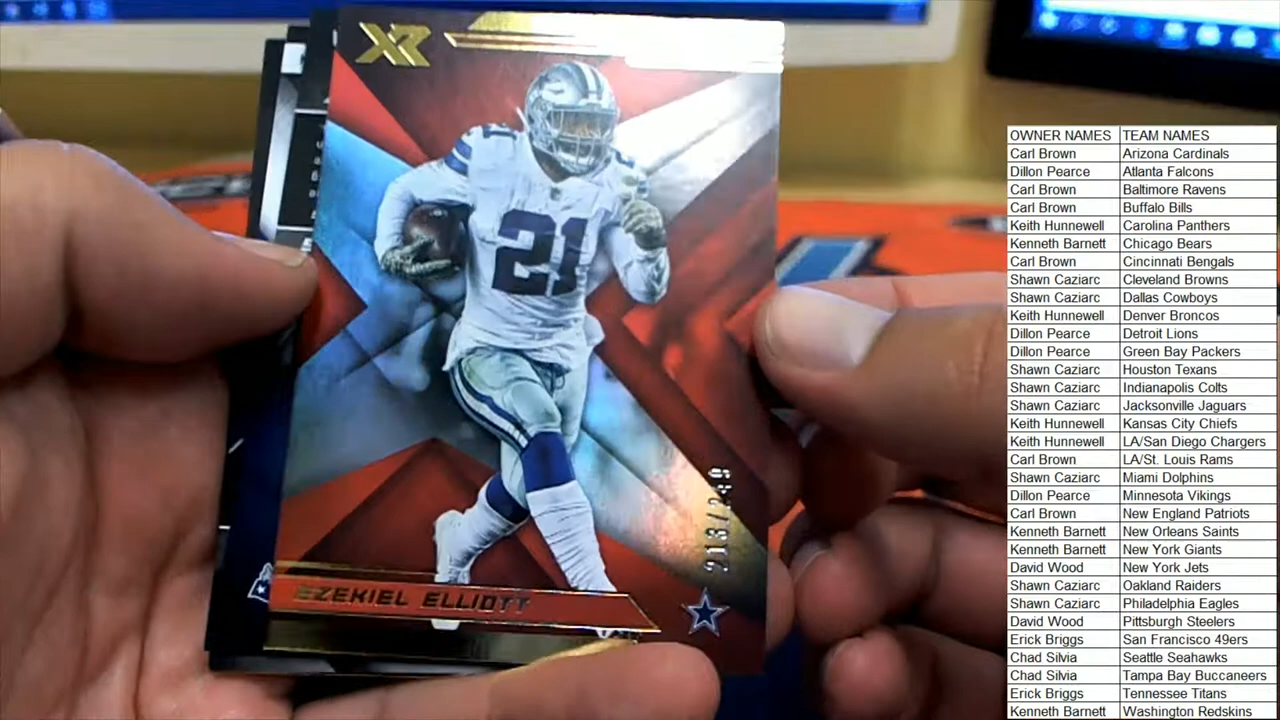 XR
21
21
EZEKIEL ELLIOTT
OWNER NAMES TEAM NAMES
Carl Brown Arizona Cardinals
Dillon Pearce Atlanta Falcons
Carl Brown Baltimore Ravens
Carl Brown Buffalo Bills
Keith Hunnewell Carolina Panthers
Kenneth Barnett Chicago Bears
Carl Brown Cincinnati Bengals
Shawn Caziarc Cleveland Browns
Shawn Caziarc Dallas Cowboys
Keith Hunnewell Denver Broncos
Dillon Pearce Detroit Lions
Dillon Pearce Green Bay Packers
Shawn Caziarc Houston Texans
Shawn Caziarc Indianapolis Colts
Shawn Caziarc Jacksonville Jaguars
Keith Hunnewell Kansas City Chiefs
Keith Hunnewell LA/San Diego Chargers
Carl Brown LA/St. Louis Rams
Shawn Caziarc Miami Dolphins
Dillon Pearce Minnesota Vikings
Carl Brown New England Patriots
Kenneth Barnett New Orleans Saints
Kenneth Barnett New York Giants
David Wood New York Jets
Shawn Caziarc Oakland Raiders
Shawn Caziarc Philadelphia Eagles
David Wood Pittsburgh Steelers
Erick Briggs San Francisco 49ers
Chad Silvia Seattle Seahawks
Chad Silvia Tampa Bay Buccaneers
Erick Briggs Tennessee Titans
Kenneth Barnett Washington Redskins